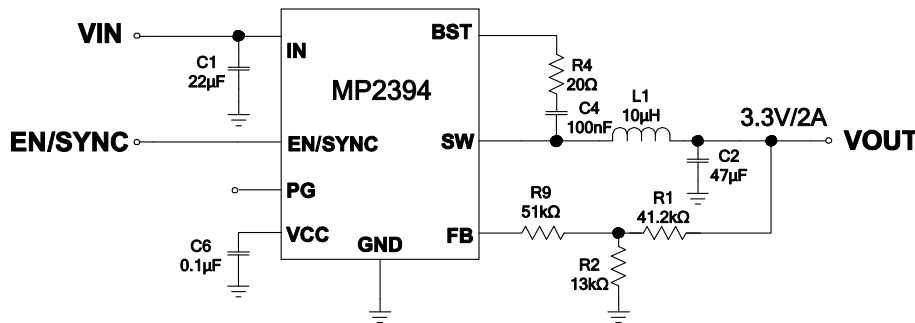 VIN
C1
22µF
IN
BST
MP2394
R4
20Ω
C4
100nF
L1
10µH
3.3V/2A
EN/SYNC
EN/SYNC
SW
VOUT
C2
47µF
PG
R9
51kΩ
R1
41.2kΩ
C6
0.1µF
VCC
GND
FB
R2
13kΩ